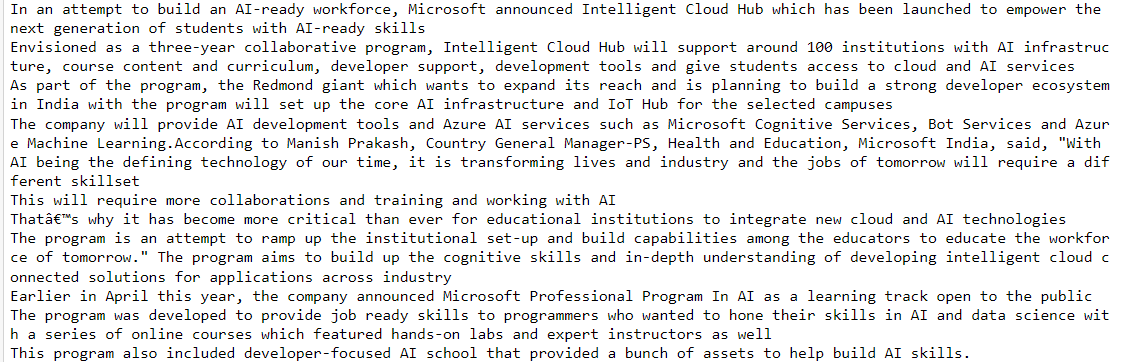 In an attempt to build an AI-ready workforce, Microsoft announced Intelligent Cloud Hub which has been launched to empower the
next generation of students with AI-ready skills
Envisioned as a three-year collaborative program, Intelligent Cloud Hub will support around 100 institutions with AI infrastruc
ture, course content and curriculum, developer support, development tools and give students access to cloud and AI services
As part of the program, the Redmond giant which wants to expand its reach and is planning to build a strong developer ecosystem
in India with the program will set up the core AI infrastructure and IoT Hub for the selected campuses
The company will provide AI development tools and Azure AI services such as Microsoft Cognitive Services, Bot Services and Azur
e Machine Learning.According to Manish Prakash, Country General Manager-PS, Health and Education, Microsoft India, said, "With
AI being the defining technology of our time, it is transforming lives and industry and the jobs of tomorrow will require a dif
ferent skillset
This will require more collaborations and training and working with AI
Thatâ€™s why it has become more critical than ever for educational institutions to integrate new cloud and AI technologies
The program is an attempt to ramp up the institutional set-up and build capabilities among the educators to educate the workfor
ce of tomorrow." The program aims to build up the cognitive skills and in-depth understanding of developing intelligent cloud c
onnected solutions for applications across industry
Earlier in April this year, the company announced Microsoft Professional Program In AI as a learning track open to the public
The program was developed to provide job ready skills to programmers who wanted to hone their skills in AI and data science wit
h a series of online courses which featured hands-on labs and expert instructors as well
This program also included developer-focused AI school that provided a bunch of assets to help build AI skills.